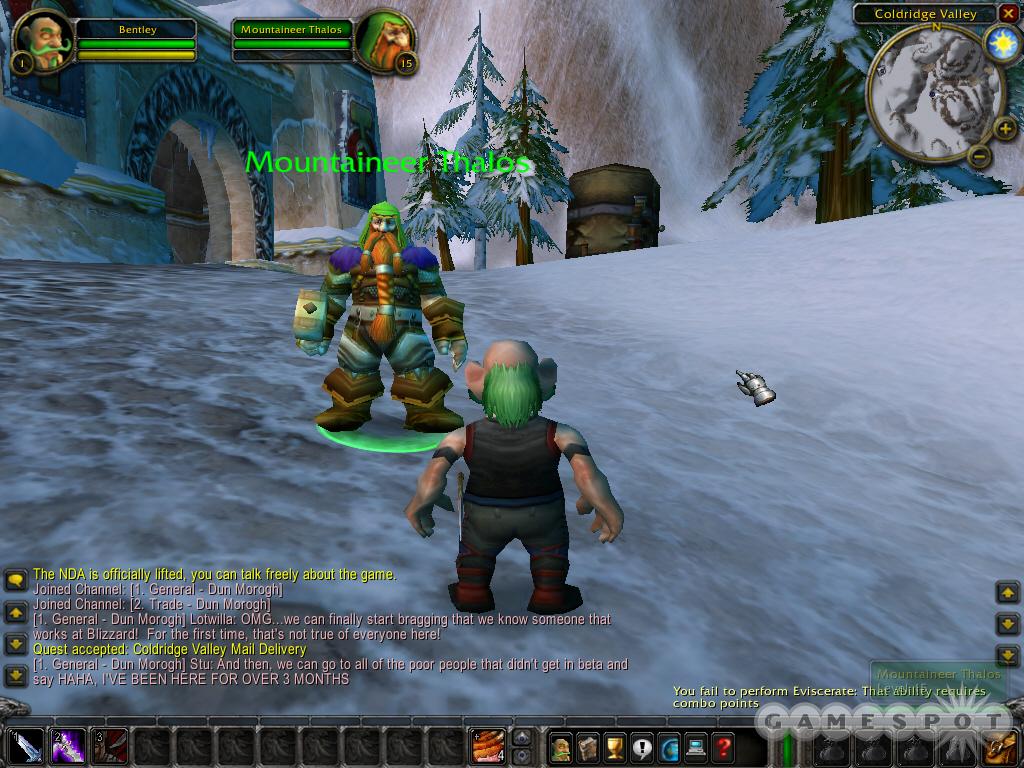 Bentley
1
Mountaineer Thalos
15
Coldridge Valley
N
Mountaineer Thalos
The NDA is officially lifted, you can talk freely about the game.
Joined Channel: [1. General - Dun Morogh]
Joined Channel: [2. Trade - Dun Morogh]
[1. General - Dun Morogh] Lotwilla: OMG...we can finally start bragging that we know someone that
works at Blizzard!  For the first time, that's not true of everyone here!
Quest accepted: Coldridge Valley Mail Delivery
[1. General - Dun Morogh] Stu: And then, we can go to all of the poor people that didn't get in beta and
say HAHA, I'VE BEEN HERE FOR OVER 3 MONTHS
Mountaineer Thalos
You fail to perform Eviscerate: That ability requires
combo points
GAMESPOT
1 2 3 4